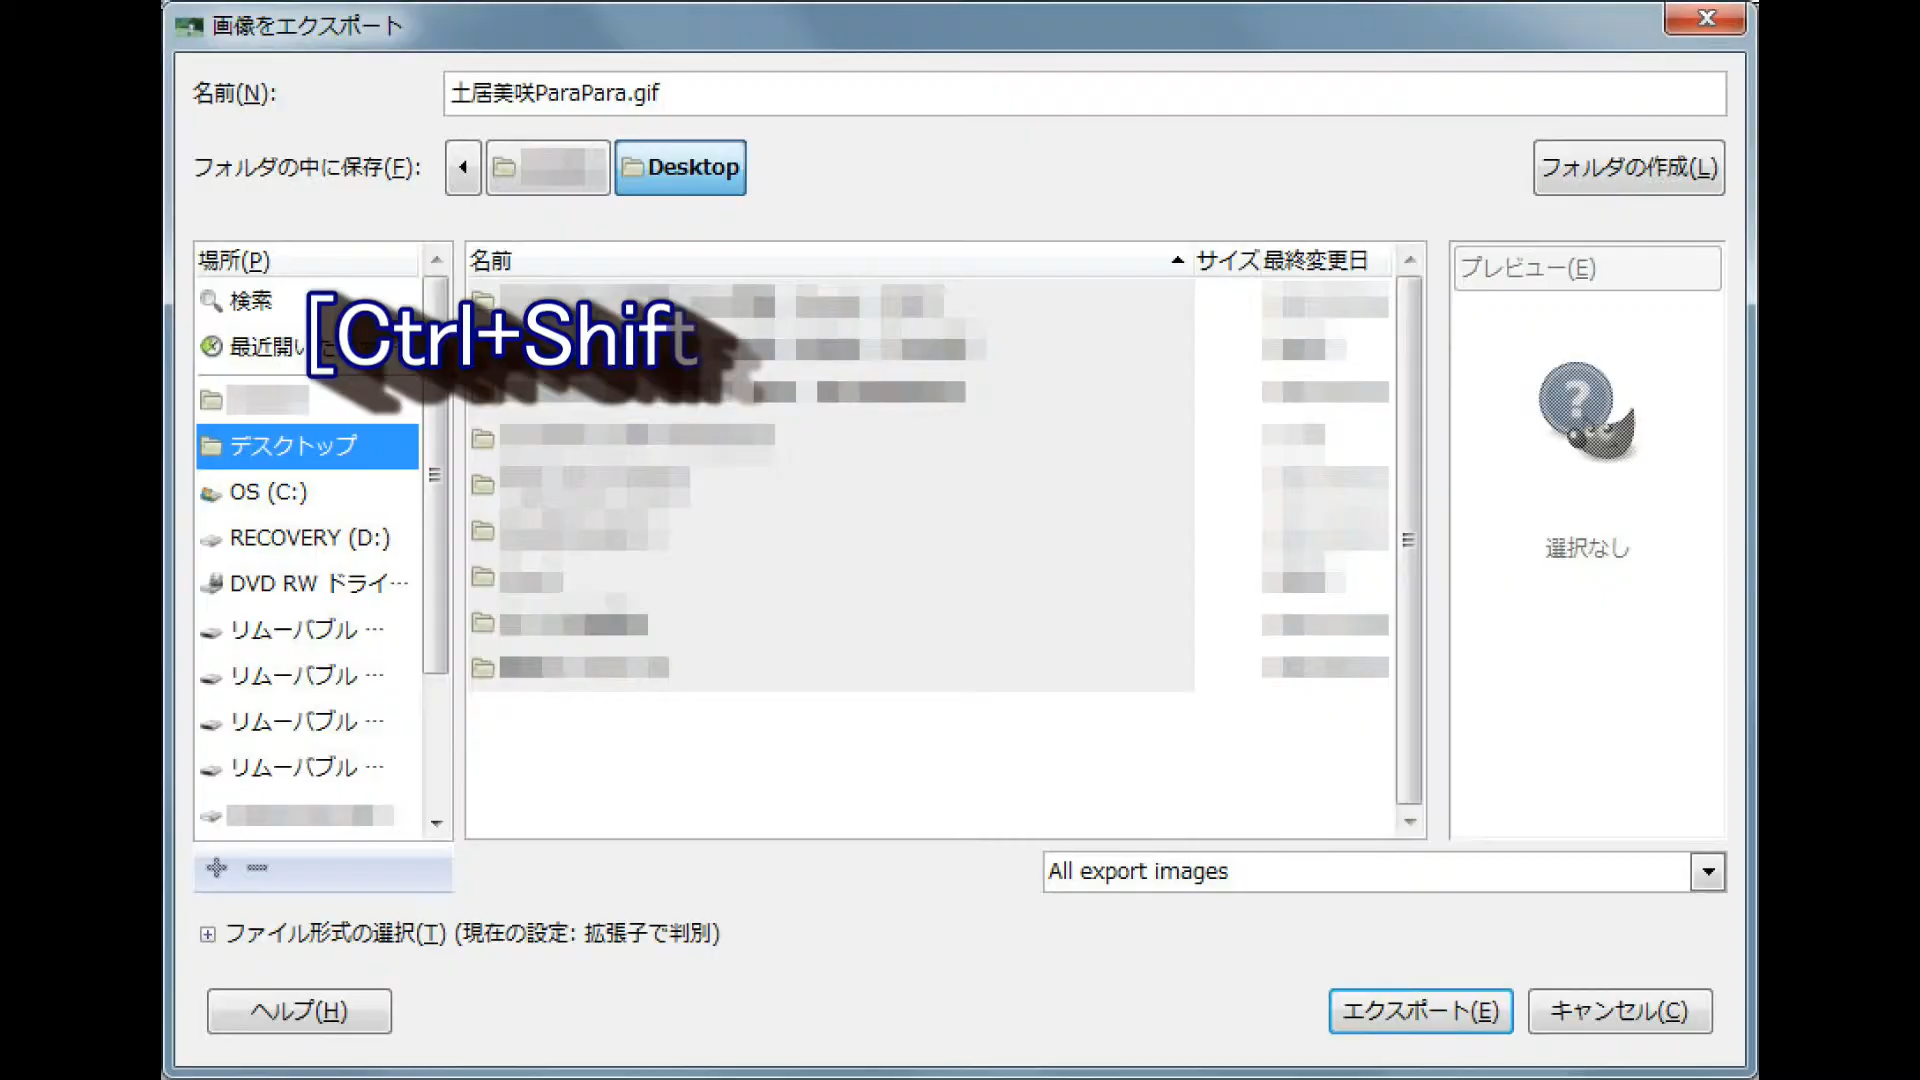 画像をエクスポート
名前(N):
土居美咲ParaPara.gif
フォルダの中に保存(F):
Desktop
フォルダの作成(L)
場所(P)
名前
サイズ
最終変更日
プレビュー(E)
検索
最近開い
[Ctrl+Shift
デスクトップ
OS (C:)
RECOVERY (D:)
DVD RW ドライ…
リムーバブル …
リムーバブル …
リムーバブル …
リムーバブル …
選択なし
All export images
ファイル形式の選択(T) (現在の設定: 拡張子で判別)
ヘルプ(H)
エクスポート(E)
キャンセル(C)